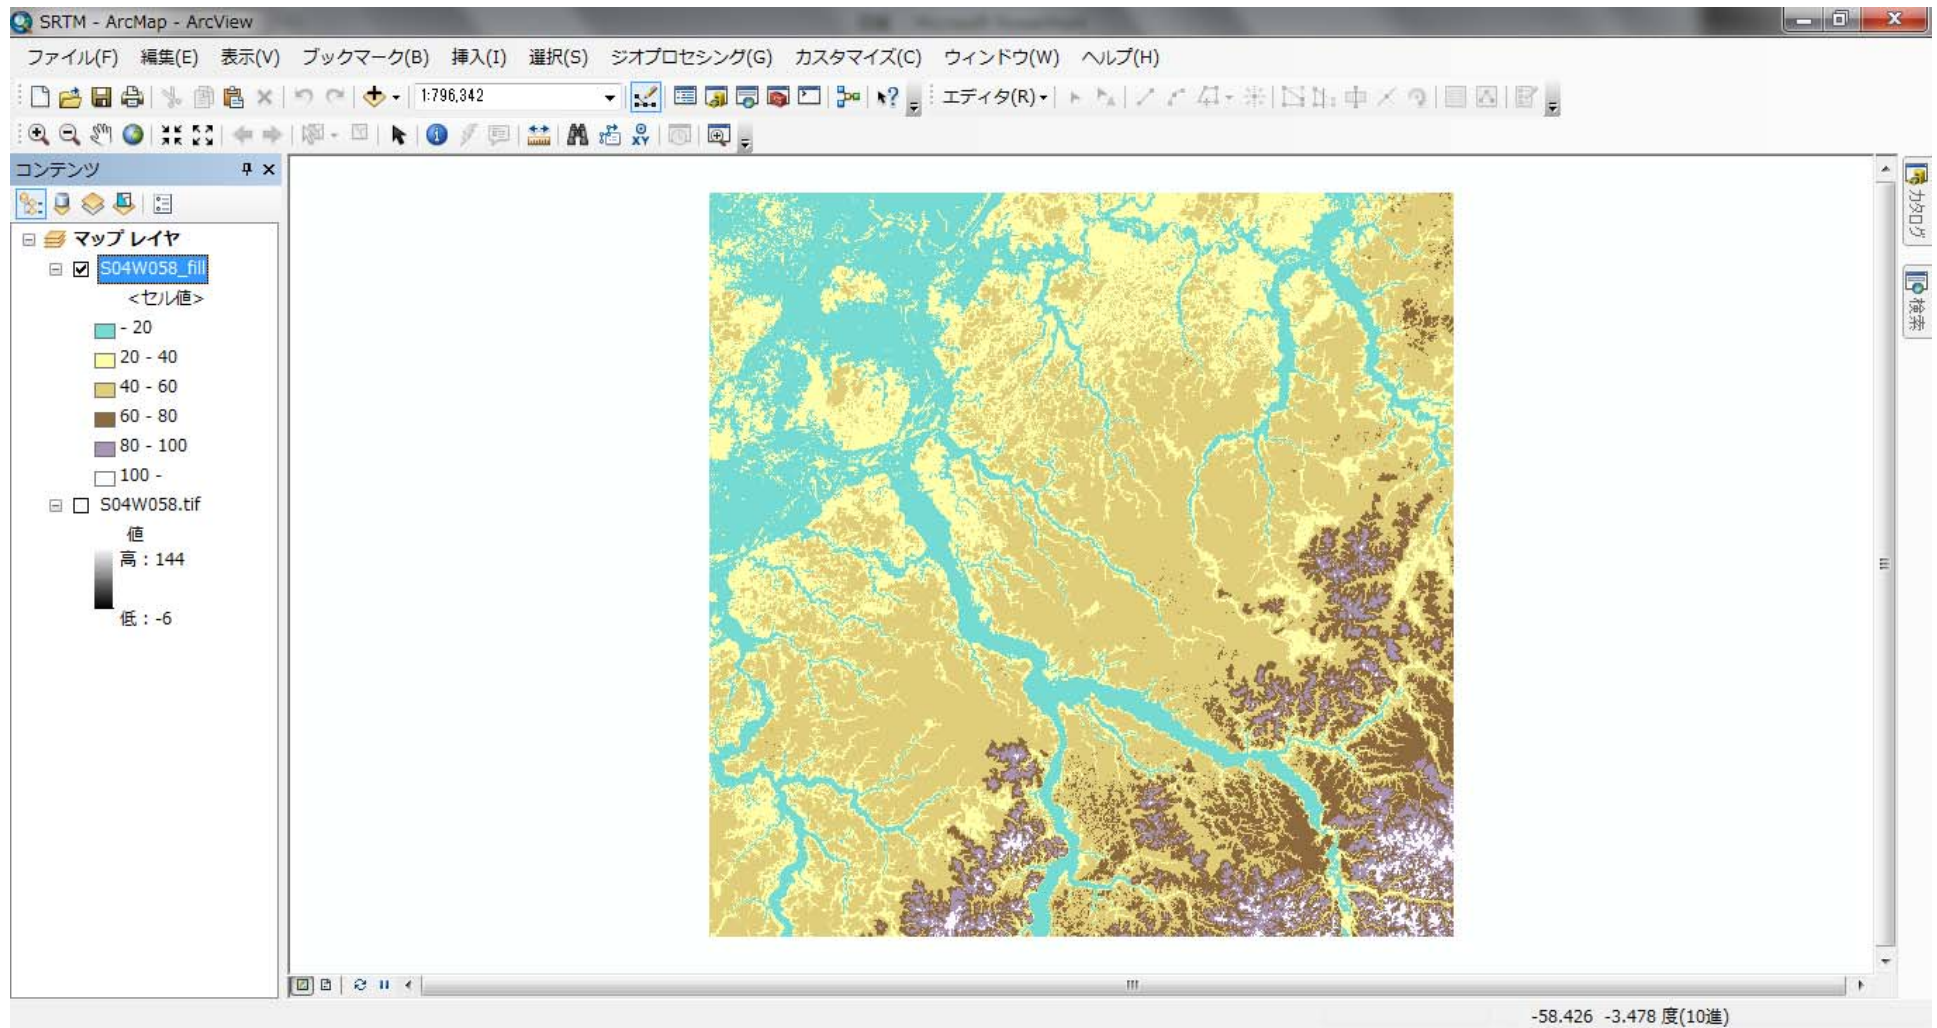 SRTM - ArcMap - ArcView
ファイル(F) 編集(E) 表示(V) ブックマーク(B) 挿入(I) 選択(S) ジオプロセシング(G) カスタマイズ(C) ウィンドウ(W) ヘルプ(H)
1:796,342
エディタ(R)
XY
コンテンツ
マップ レイヤ
S04W058_fill
<セル値>
- 20
20 - 40
40 - 60
60 - 80
80 - 100
100 -
S04W058.tif
値
高 : 144
低 : -6
カタログ
検索
-58.426 -3.478 度(10進)